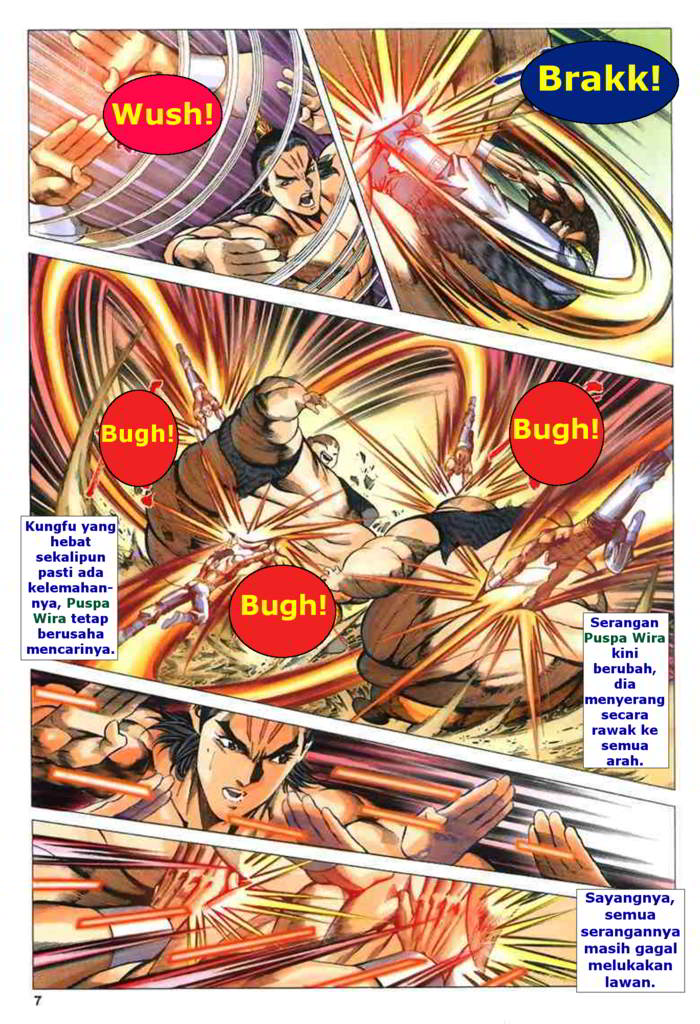 Wush!
Brakk!
Bugh!
Bugh!
Bugh!
Kungfu yang
hebat
sekalipun
pasti ada
kelemahan-
nya, Puspa
Wira tetap
berusaha
mencarinya.
Serangan
Puspa Wira
kini
berubah,
dia
menyerang
secara
rawak ke
semua
arah.
Sayangnya,
semua
serangannya
masih gagal
melukakan
lawan.
7